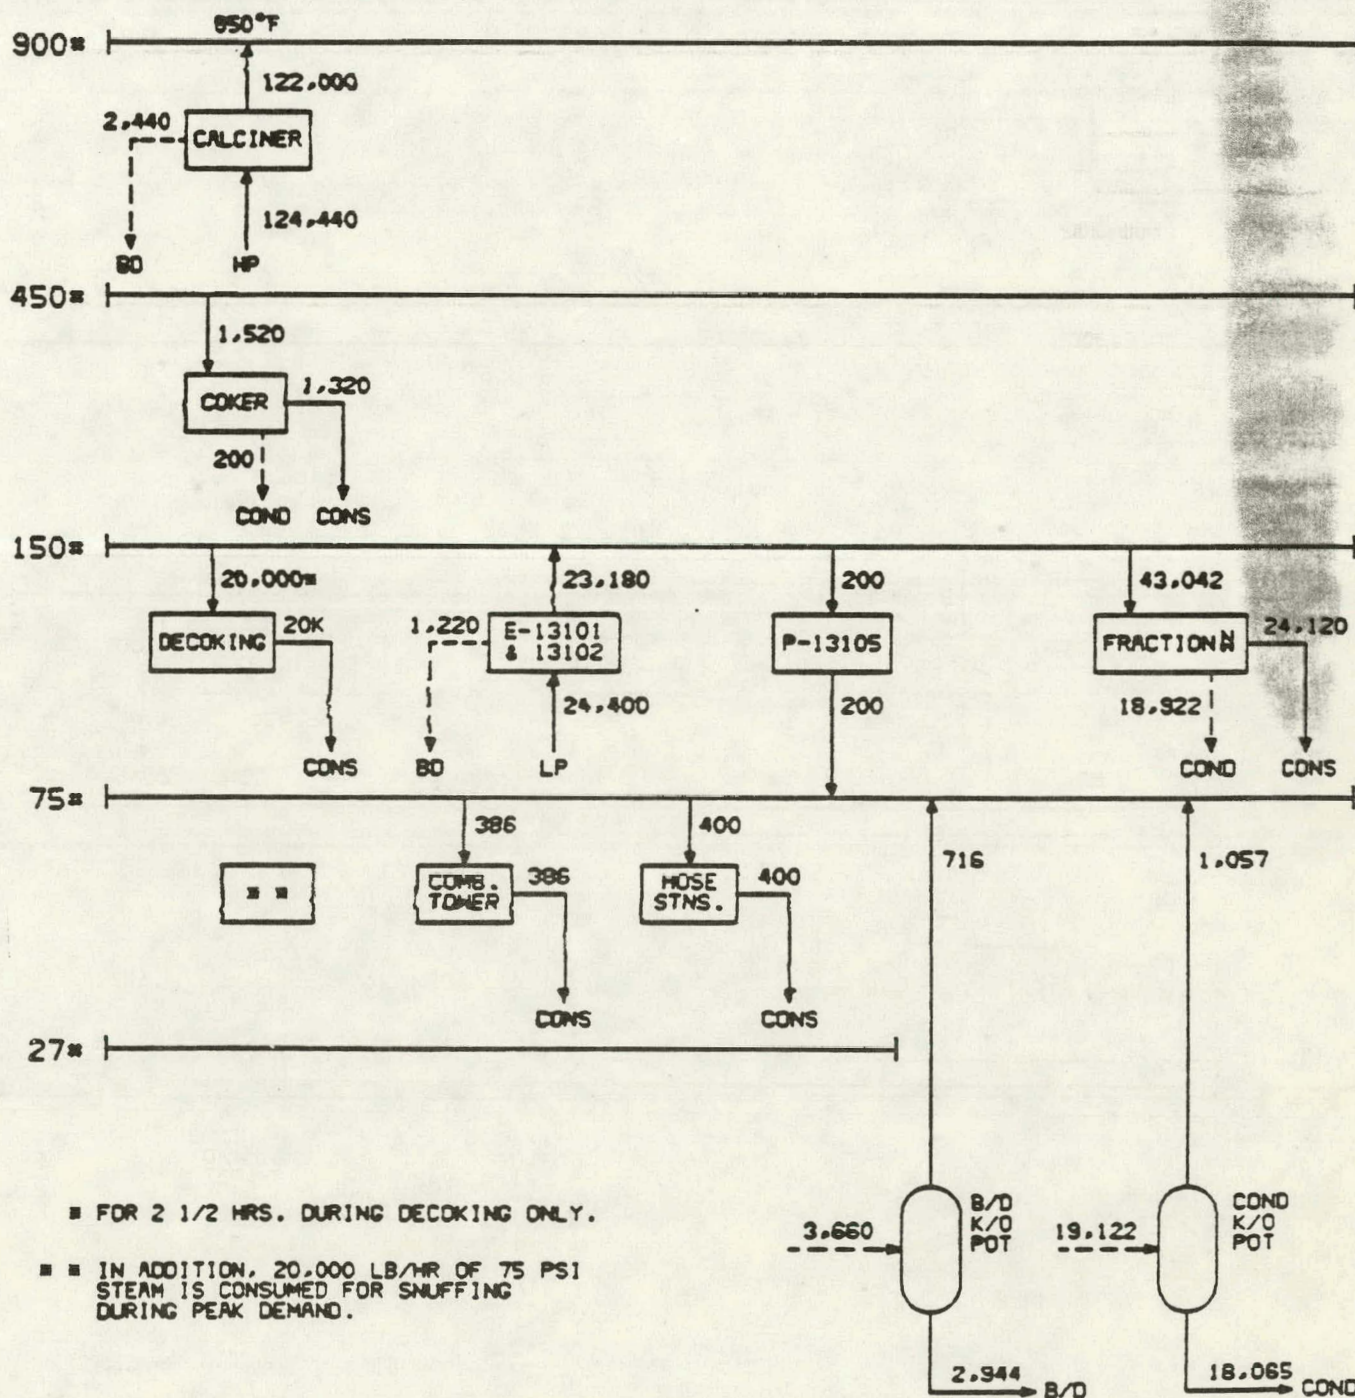 850°F
900*
122,000
2,440
CALCINER
124,440
BD
HP
450*
1,520
1,320
COKER
200
COND
CONS
150*
20,000*
23,180
200
43,042
DECOKING
20K
1,220
E-13101
& 13102
P-13105
FRACTION N
24,120
24,400
200
18,922
CONS
BD
LP
COND
CONS
75*
386
400
716
1,057
* *
COMB.
TOWER
386
HOSE
STNS.
400
CONS
CONS
27*
* FOR 2 1/2 HRS. DURING DECOKING ONLY.
3,660
B/D
K/O
POT
19,122
COND
K/O
POT
* * IN ADDITION, 20,000 LB/HR OF 75 PSI
STEAM IS CONSUMED FOR SNUFFING
DURING PEAK DEMAND.
2,944
B/D
18,065
COND